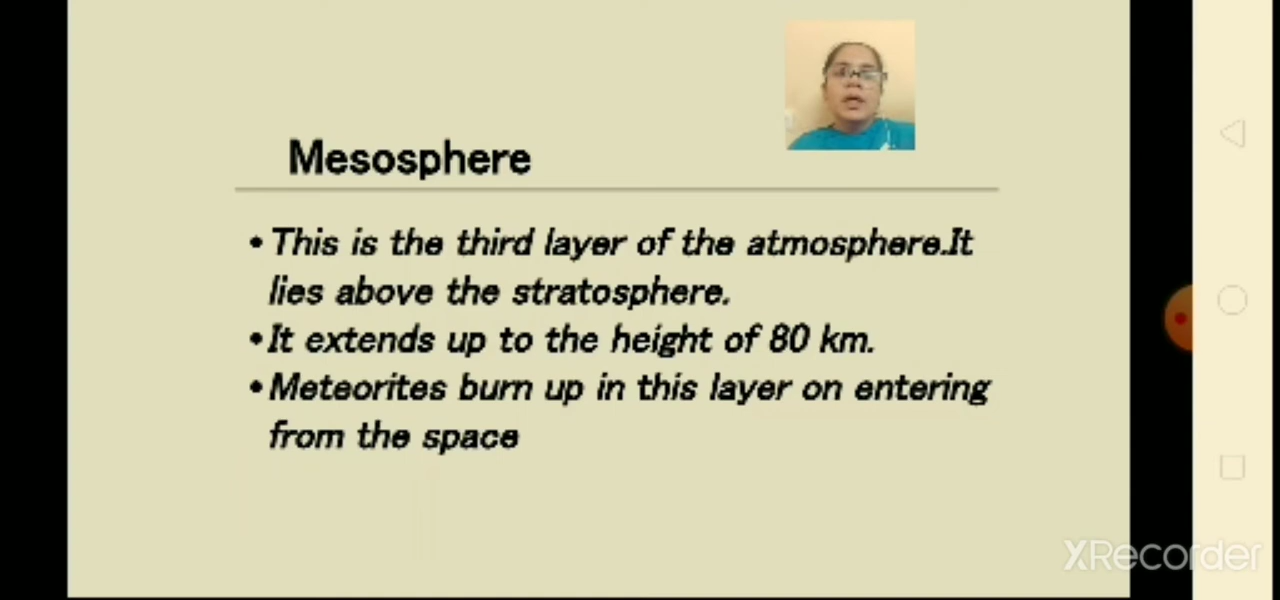 Mesosphere
•This is the third layer of the atmosphere.It
lies above the stratosphere.
•It extends up to the height of 80 km.
•Meteorites burn up in this layer on entering
from the space
XRecorder